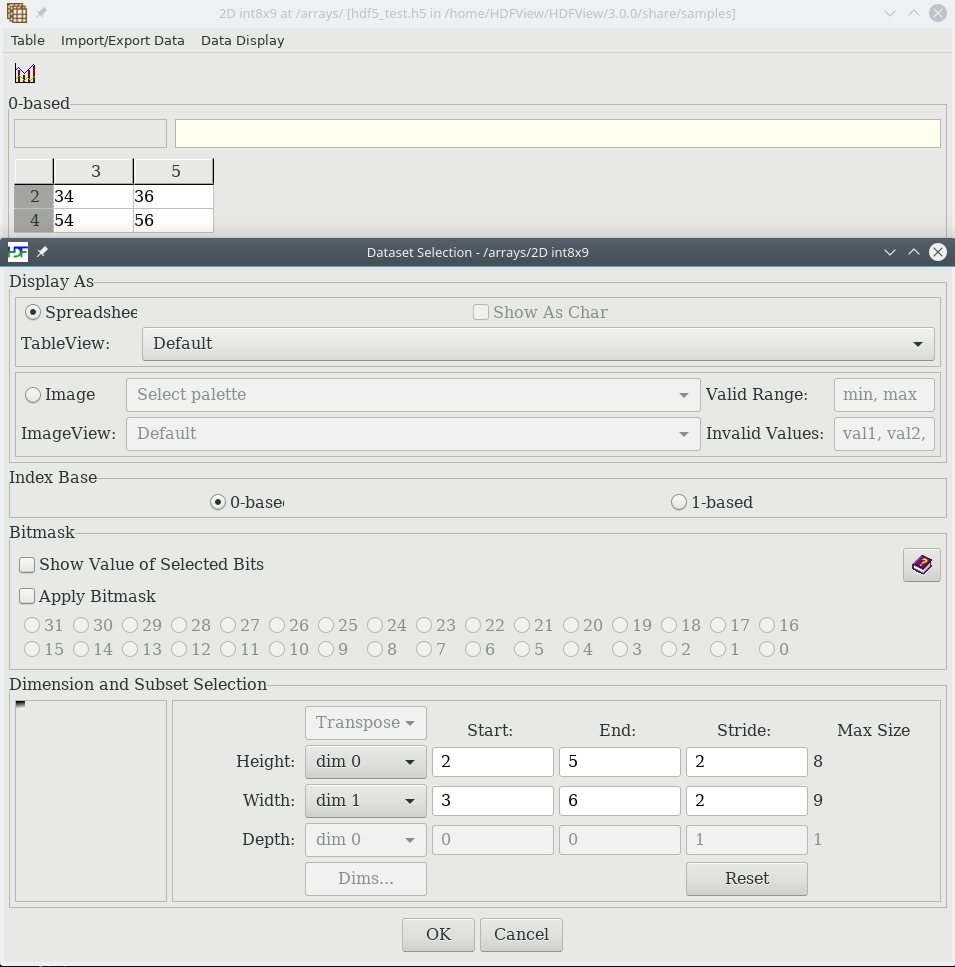 2D int8x9 at /arrays/ [hdf5_test.h5 in /home/HDFView/HDFView/3.0.0/share/samples]
Table Import/Export Data Data Display
0-based
3 5
2 34 36
4 54 56
HDF Dataset Selection - /arrays/2D int8x9
Display As
Spreadshee Show As Char
TableView: Default
Image Select palette Valid Range: min, max
ImageView: Default Invalid Values: val1, val2,
Index Base
0-based 1-based
Bitmask
Show Value of Selected Bits
Apply Bitmask
31 30 29 28 27 26 25 24 23 22 21 20 19 18 17 16
15 14 13 12 11 10 9 8 7 6 5 4 3 2 1 0
Dimension and Subset Selection
Transpose Start: End: Stride: Max Size
Height: dim 0 2 5 2 8
Width: dim 1 3 6 2 9
Depth: dim 0 0 0 1 1
Dims... Reset
OK Cancel